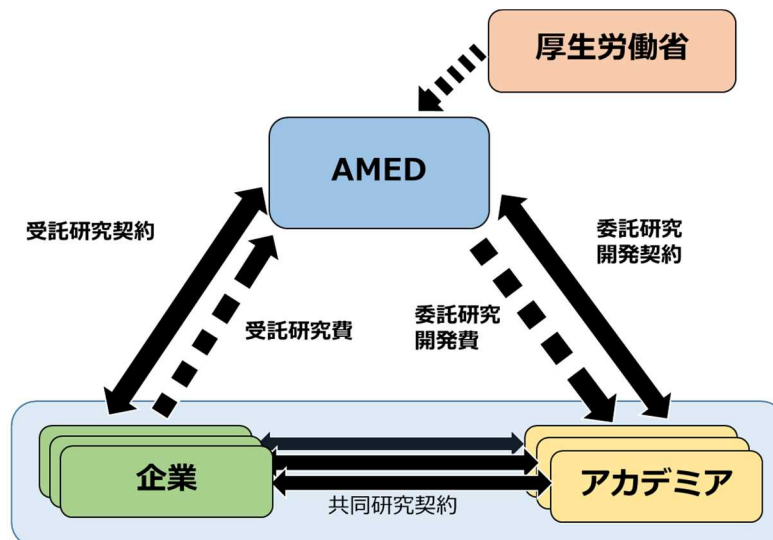 厚生労働省
AMED
受託研究契約
委託研究
開発契約
受託研究費
委託研究
開発費
企業
アカデミア
共同研究契約